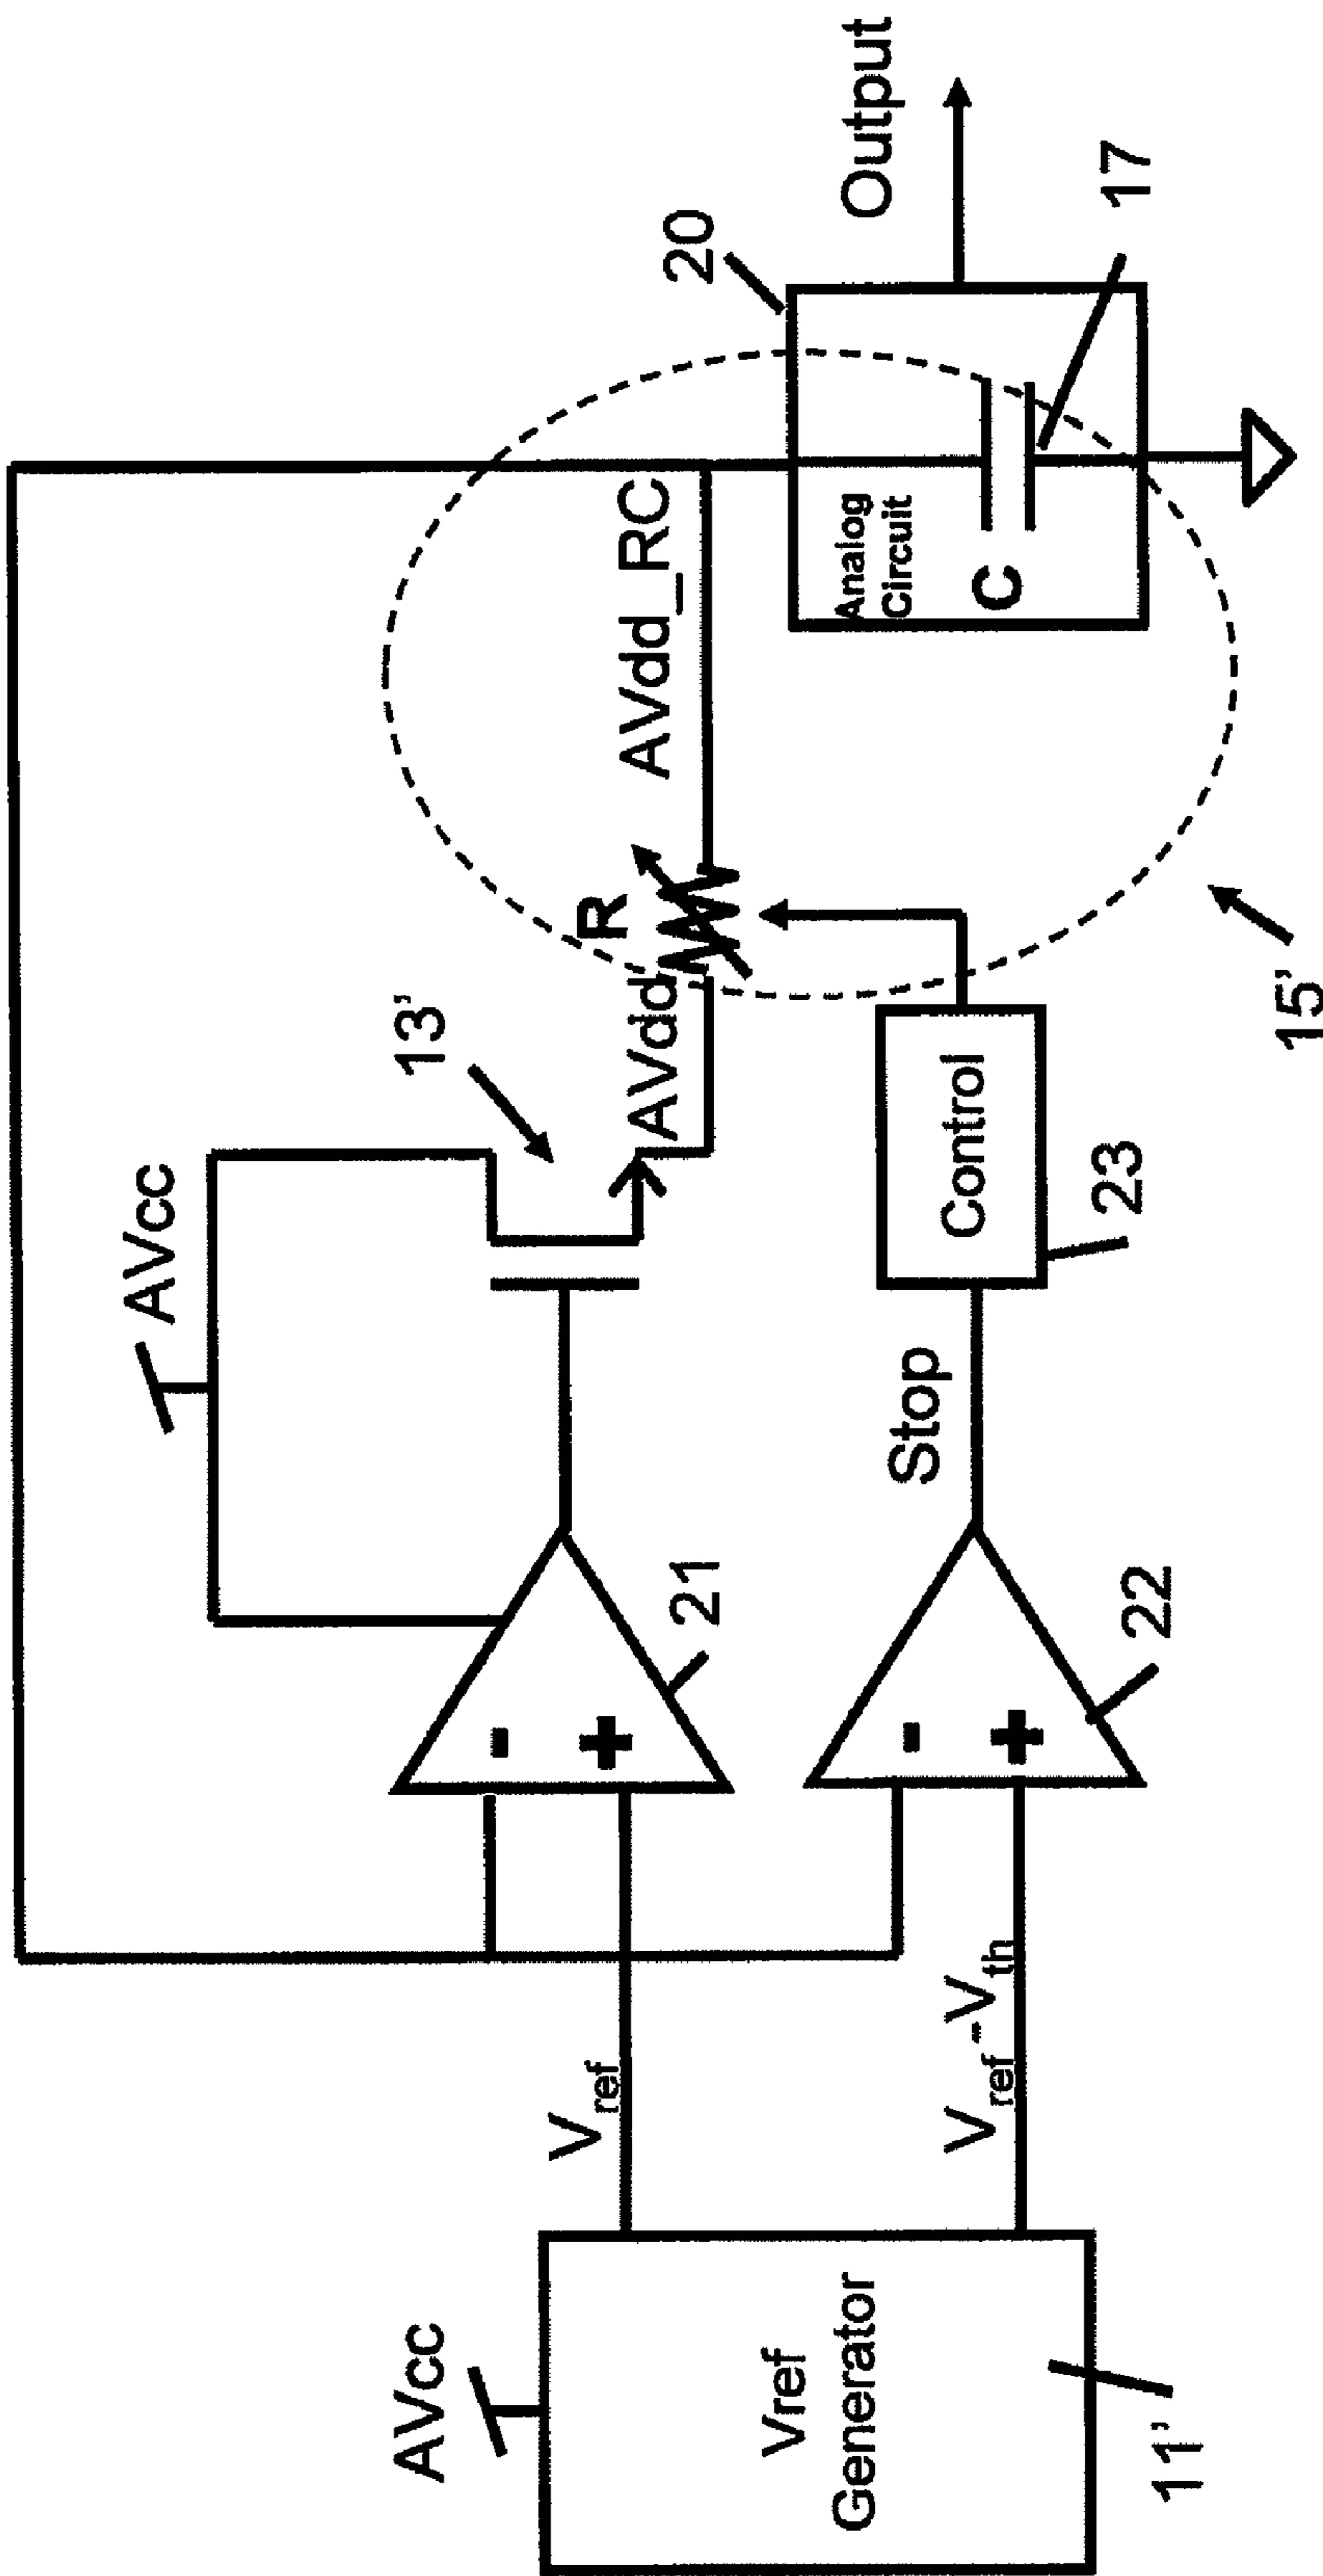 AVcc
Vref
Generator
11’
Vref
Vref-Vth
-
+
21
-
+
22
AVcc
13’
Stop
Control
23
AVdd
R
AVdd_RC
15’
20
Analog
Circuit
C
17
Output